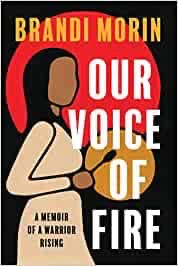 BRANDI MORIN
OUR
VOICE
OF
FIRE
A MEMOIR
OF A WARRIOR
RISING